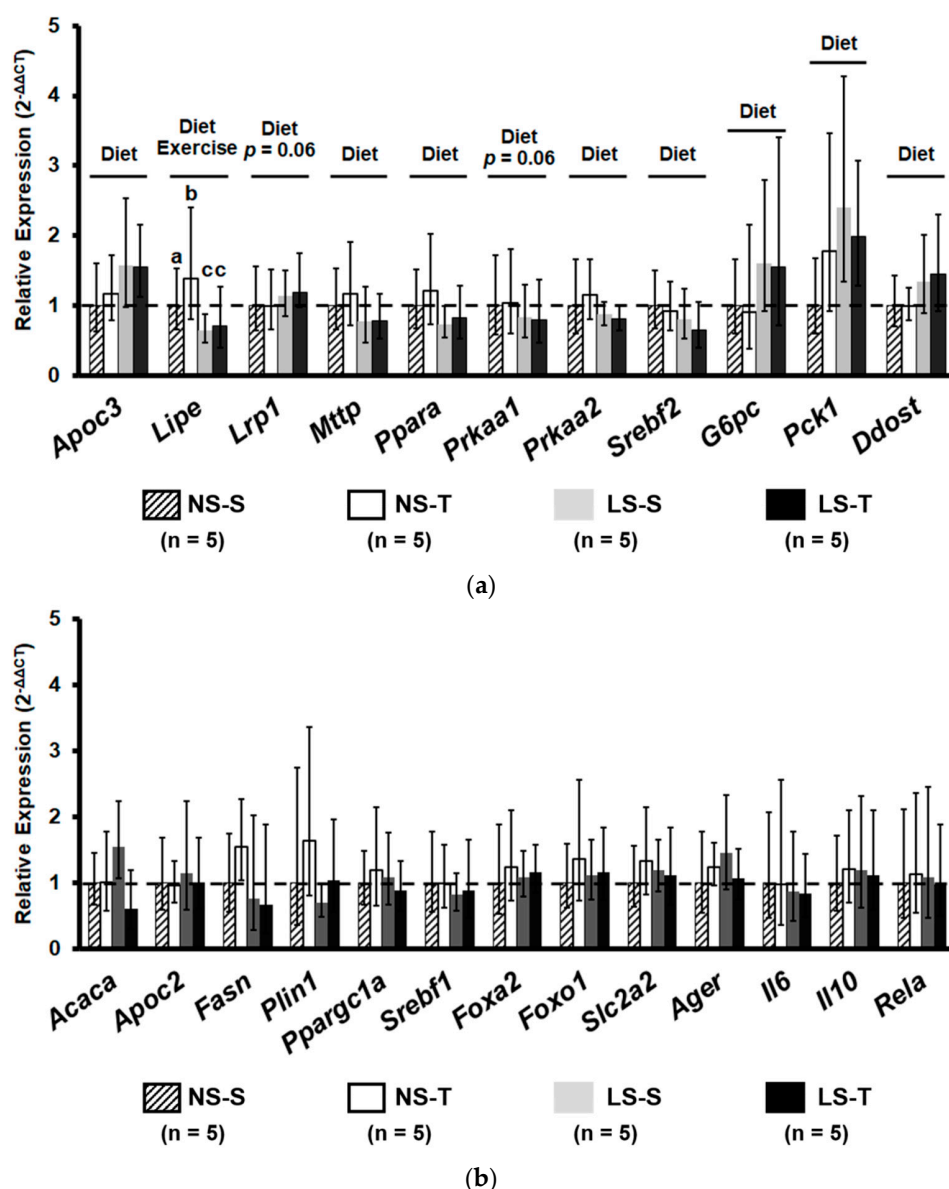 5
4
3
2
1
0
Relative Expression (2-ΔΔCT)
Diet
Diet
Exercise
Diet
p = 0.06
Diet
Diet
Diet
p = 0.06
Diet
Diet
Diet
Diet
Diet
a
b
cc
Apoc3
Lipe
Lrp1
Mttp
Ppara
Prkaa1
Prkaa2
Srebf2
G6pc
Pck1
Ddost
NS-S NS-T LS-S LS-T
(n = 5) (n = 5) (n = 5) (n = 5)
(a)
5
4
3
2
1
0
Relative Expression (2-ΔΔCT)
Acaca
Apoc2
Fasn
Plin1
Ppargc1a
Srebf1
Foxa2
Foxo1
Slc2a2
Ager
Il6
Il10
Rela
NS-S NS-T LS-S LS-T
(n = 5) (n = 5) (n = 5) (n = 5)
(b)